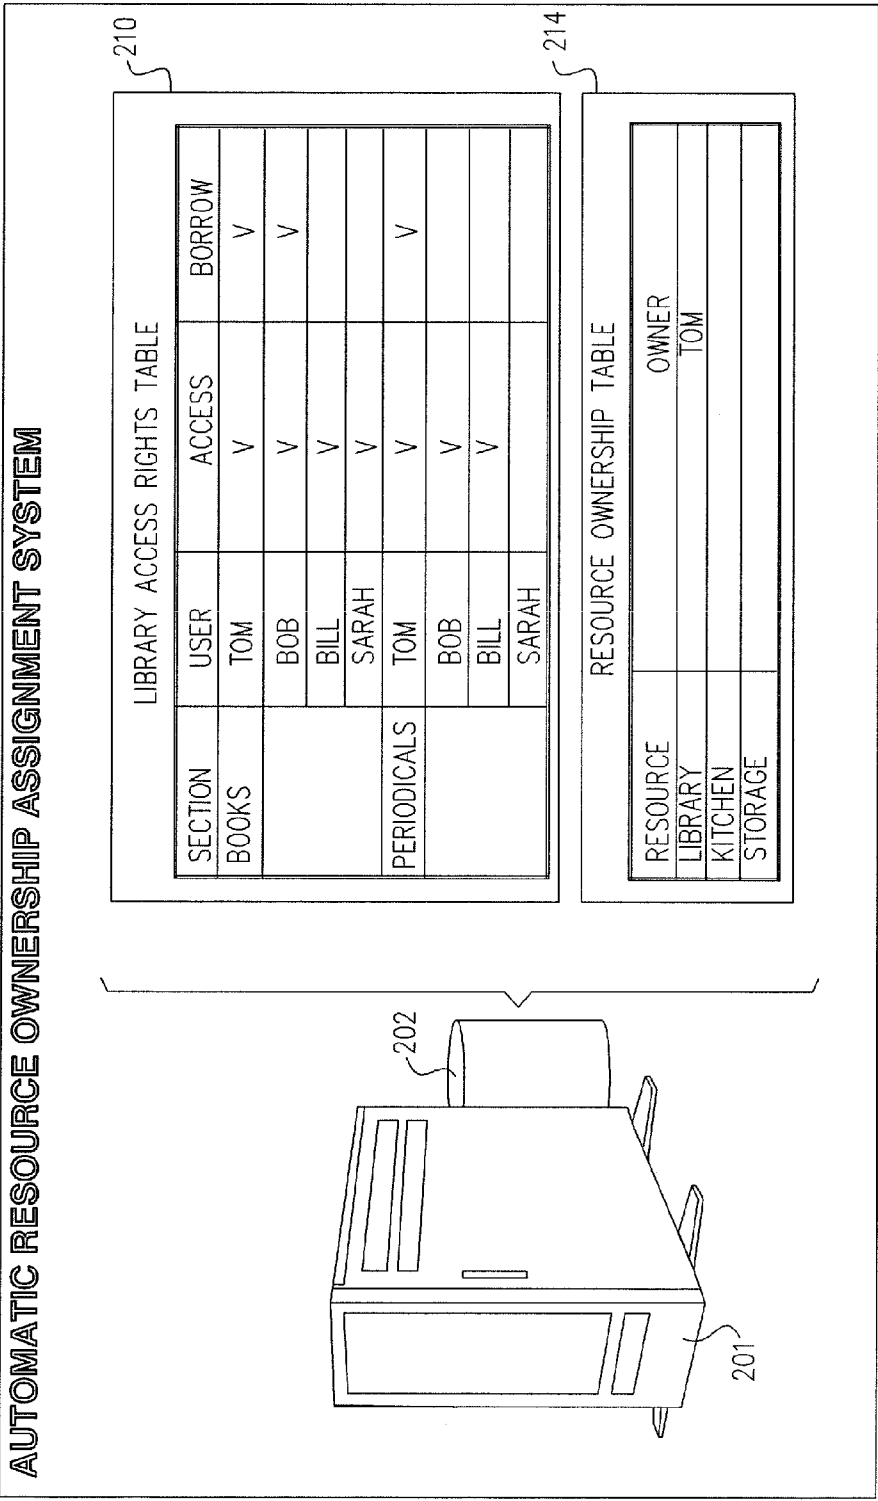 AUTOMATIC RESOURCE OWNERSHIP ASSIGNMENT SYSTEM
210
LIBRARY ACCESS RIGHTS TABLE
SECTION USER ACCESS BORROW
BOOKS TOM V V
BOB V V
BILL V
SARAH V
PERIODICALS TOM V V
BOB V
BILL V
SARAH
214
RESOURCE OWNERSHIP TABLE
RESOURCE OWNER
LIBRARY TOM
KITCHEN
STORAGE
202
201